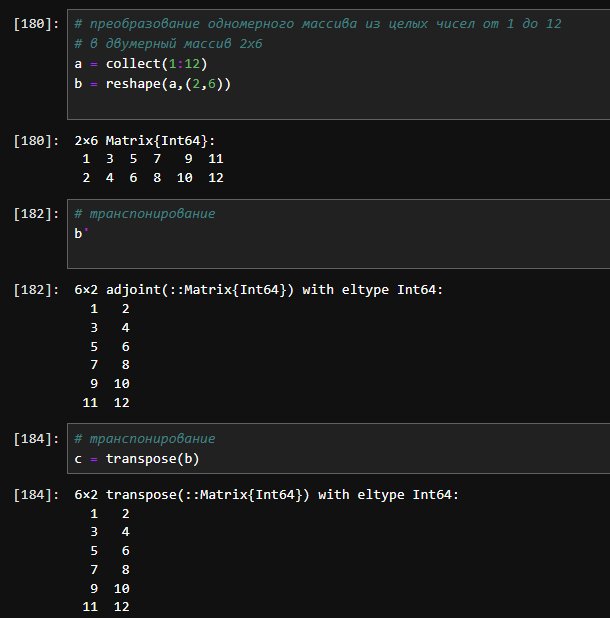 [180]: # преобразование одномерного массива из целых чисел от 1 до 12
# в двумерный массив 2x6
a = collect(1:12)
b = reshape(a,(2,6))
[180]: 2×6 Matrix{Int64}:
1 3 5 7 9 11
2 4 6 8 10 12
[182]: # транспонирование
b'
[182]: 6×2 adjoint(::Matrix{Int64}) with eltype Int64:
1 2
3 4
5 6
7 8
9 10
11 12
[184]: # транспонирование
c = transpose(b)
[184]: 6×2 transpose(::Matrix{Int64}) with eltype Int64:
1 2
3 4
5 6
7 8
9 10
11 12